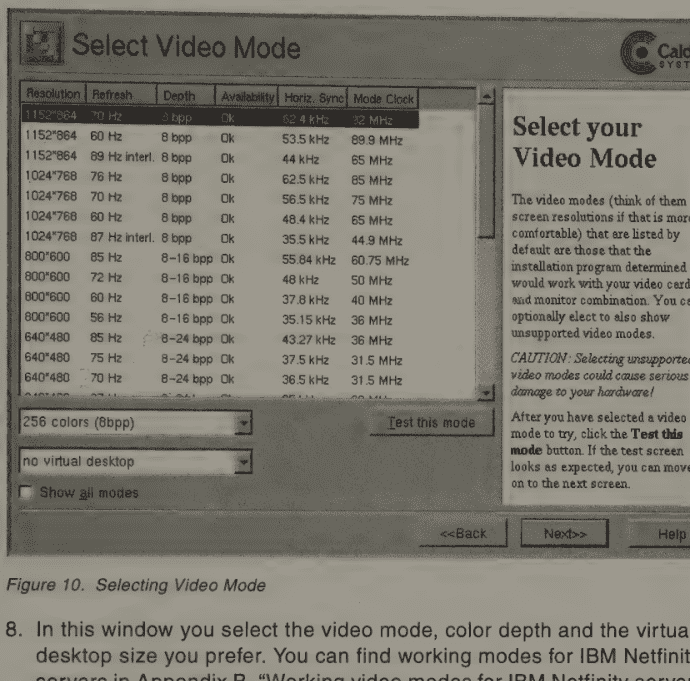 Select Video Mode
Resolution Refresh Depth Availability Horiz. Sync Mode Clock
1152*864 70 Hz 8 bpp Ok 62.4 kHz 92 MHz
1152*864 60 Hz 8 bpp Ok 53.5 kHz 89.9 MHz
1152*864 89 Hz interl. 8 bpp Ok 44 kHz 65 MHz
1024*768 76 Hz 8 bpp Ok 62.5 kHz 85 MHz
1024*768 70 Hz 8 bpp Ok 56.5 kHz 75 MHz
1024*768 60 Hz 8 bpp Ok 48.4 kHz 65 MHz
1024*768 87 Hz interl. 8 bpp Ok 35.5 kHz 44.9 MHz
800*600 85 Hz 8-16 bpp Ok 55.84 kHz 60.75 MHz
800*600 72 Hz 8-16 bpp Ok 48 kHz 50 MHz
800*600 60 Hz 8-16 bpp Ok 37.8 kHz 40 MHz
800*600 56 Hz 8-16 bpp Ok 35.15 kHz 36 MHz
640*480 85 Hz 8-24 bpp Ok 43.27 kHz 36 MHz
640*480 75 Hz 8-24 bpp Ok 37.5 kHz 31.5 MHz
640*480 70 Hz 8-24 bpp Ok 36.5 kHz 31.5 MHz
256 colors (8bpp)
Test this mode
no virtual desktop
Show all modes
Cald
SYST
Select your
Video Mode
The video modes (think of them
screen resolutions if that is more
comfortable) that are listed by
default are those that the
installation program determined
would work with your video card
and monitor combination. You ca
optionally elect to also show
unsupported video modes.
CAUTION: Selecting unsupported
video modes could cause serious
damage to your hardware!
After you have selected a video
mode to try, click the Test this
mode button. If the test screen
looks as expected, you can move
on to the next screen.
<<Back
Next>>
Help
Figure 10. Selecting Video Mode
8. In this window you select the video mode, color depth and the virtua
desktop size you prefer. You can find working modes for IBM Netfinit
servers in Appendix B, “Working video modes for IBM Netfinity server